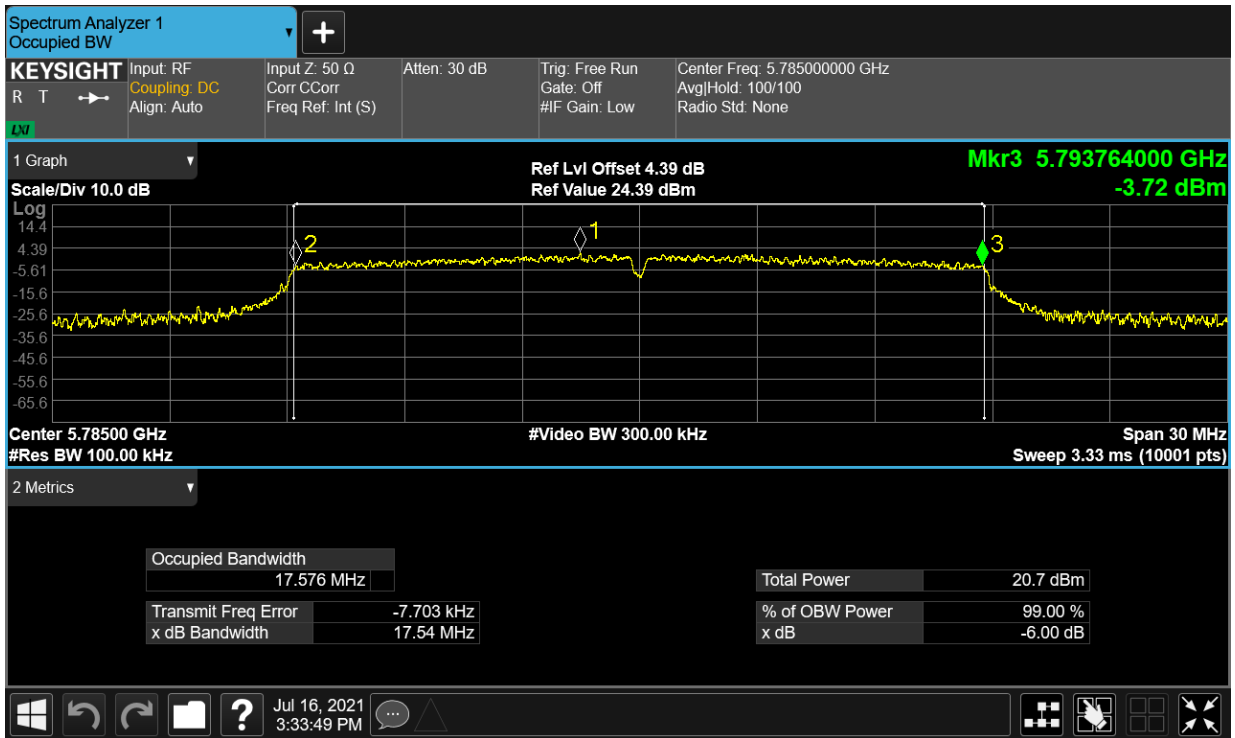 Spectrum Analyzer 1
Occupied BW
KEYSIGHT
R T
LXI
Input: RF
Coupling: DC
Align: Auto
Input Z: 50 Ω
Corr CCorr
Freq Ref: Int (S)
Atten: 30 dB
Trig: Free Run
Gate: Off
#IF Gain: Low
Center Freq: 5.785000000 GHz
Avg|Hold: 100/100
Radio Std: None
1 Graph
Scale/Div 10.0 dB
Ref Lvl Offset 4.39 dB
Ref Value 24.39 dBm
Mkr3 5.793764000 GHz
-3.72 dBm
Log
14.4
4.39
-5.61
-15.6
-25.6
-35.6
-45.6
-55.6
-65.6
2
1
3
Center 5.78500 GHz
#Video BW 300.00 kHz
Span 30 MHz
#Res BW 100.00 kHz
Sweep 3.33 ms (10001 pts)
2 Metrics
Occupied Bandwidth
17.576 MHz
Transmit Freq Error -7.703 kHz
x dB Bandwidth 17.54 MHz
Total Power 20.7 dBm
% of OBW Power 99.00 %
x dB -6.00 dB
?
Jul 16, 2021
3:33:49 PM